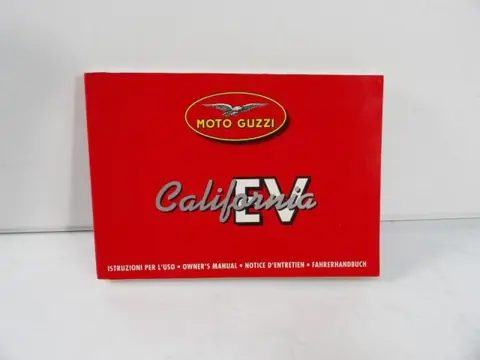 MOTO GUZZI
California
EV
ISTRUZIONI PER L'USO • OWNER'S MANUAL • NOTICE D'ENTRETIEN • FAHRERHANDBUCH